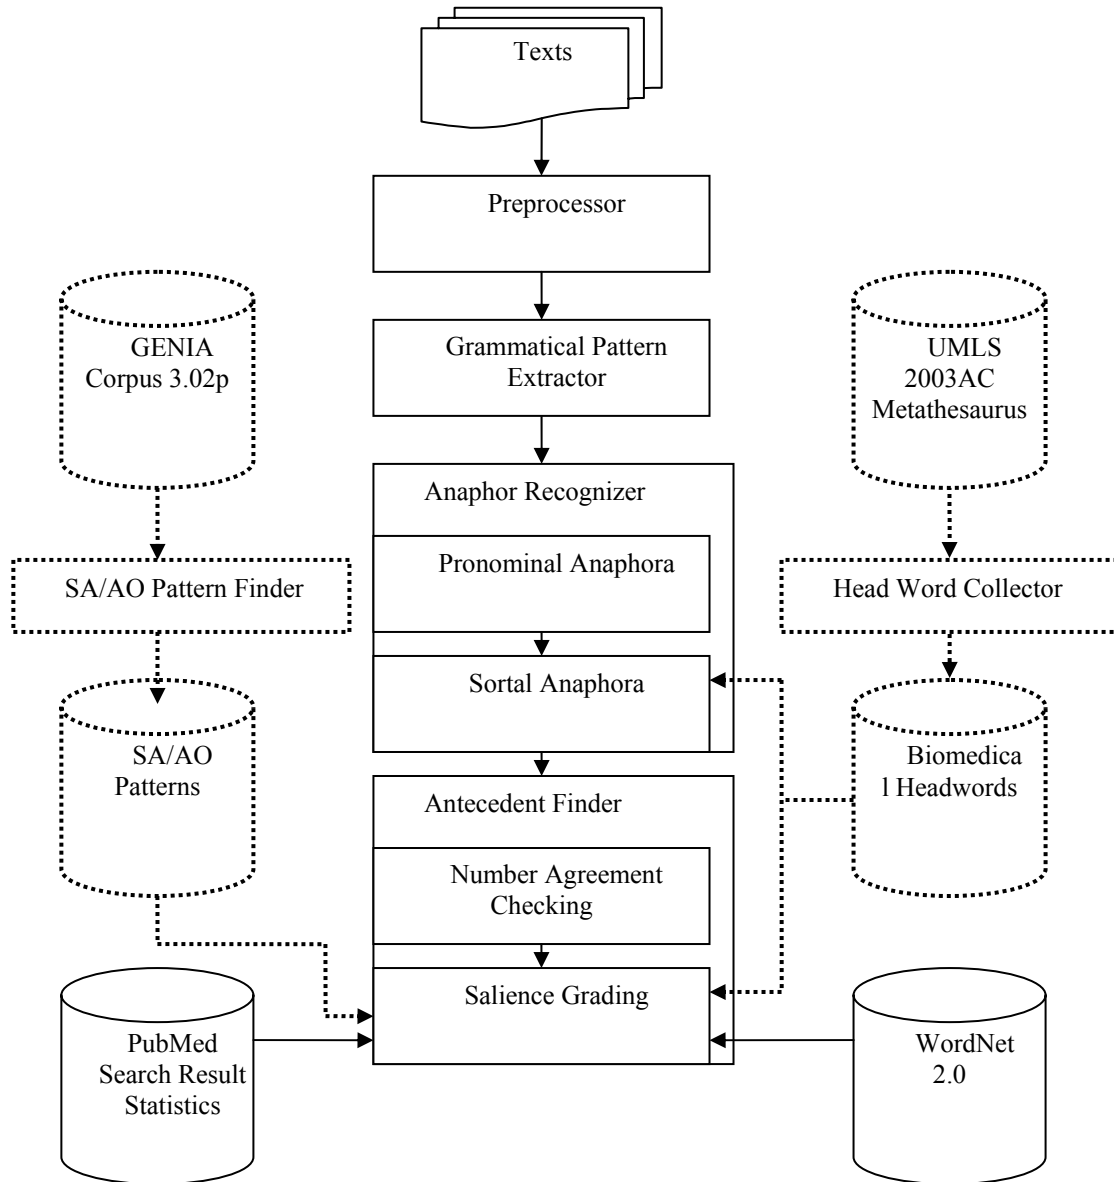 Texts
Preprocessor
Grammatical Pattern
Extractor
GENIA
Corpus 3.02p
UMLS
2003AC
Metathesaurus
Anaphor Recognizer
Pronominal Anaphora
SA/AO Pattern Finder
Head Word Collector
Sortal Anaphora
SA/AO
Patterns
Biomedica
l Headwords
Antecedent Finder
Number Agreement
Checking
Salience Grading
PubMed
Search Result
Statistics
WordNet
2.0